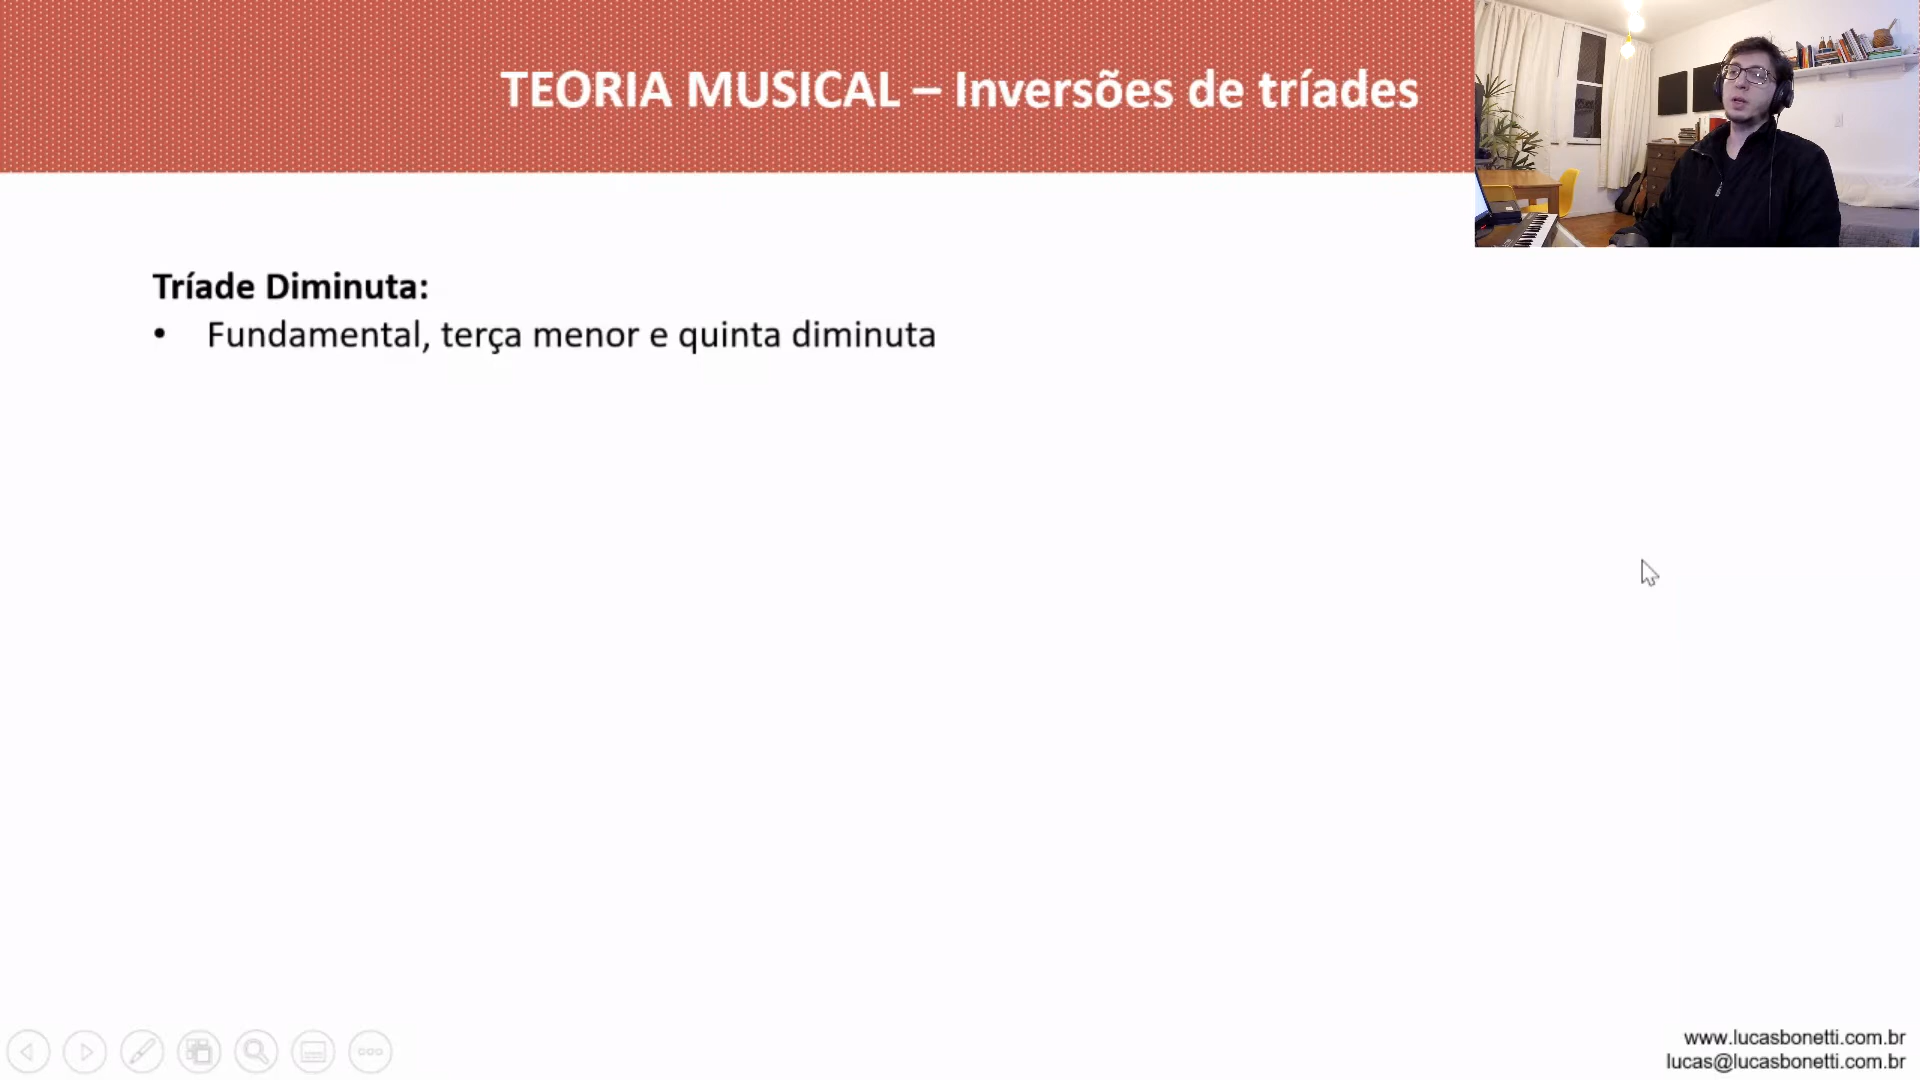 TEORIA MUSICAL – Inversões de tríades
Tríade Diminuta:
• Fundamental, terça menor e quinta diminuta
www.lucasbonetti.com.br
lucas@lucasbonetti.com.br